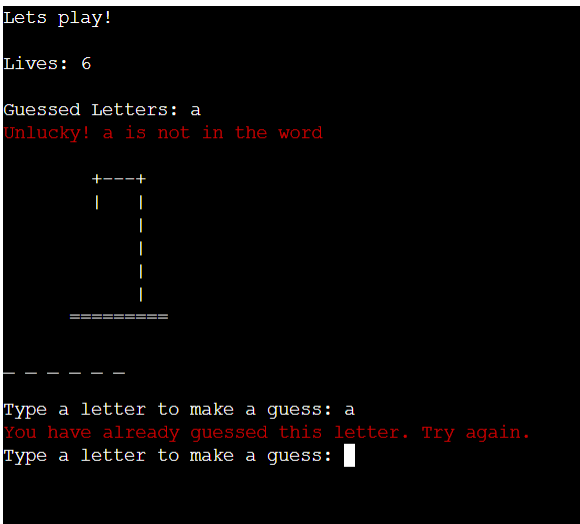 Lets play!
Lives: 6
Guessed Letters: a
Unlucky! a is not in the word
+---+
|   |
|
|
|
|
=========
_ _ _ _ _ _
Type a letter to make a guess: a
You have already guessed this letter. Try again.
Type a letter to make a guess: